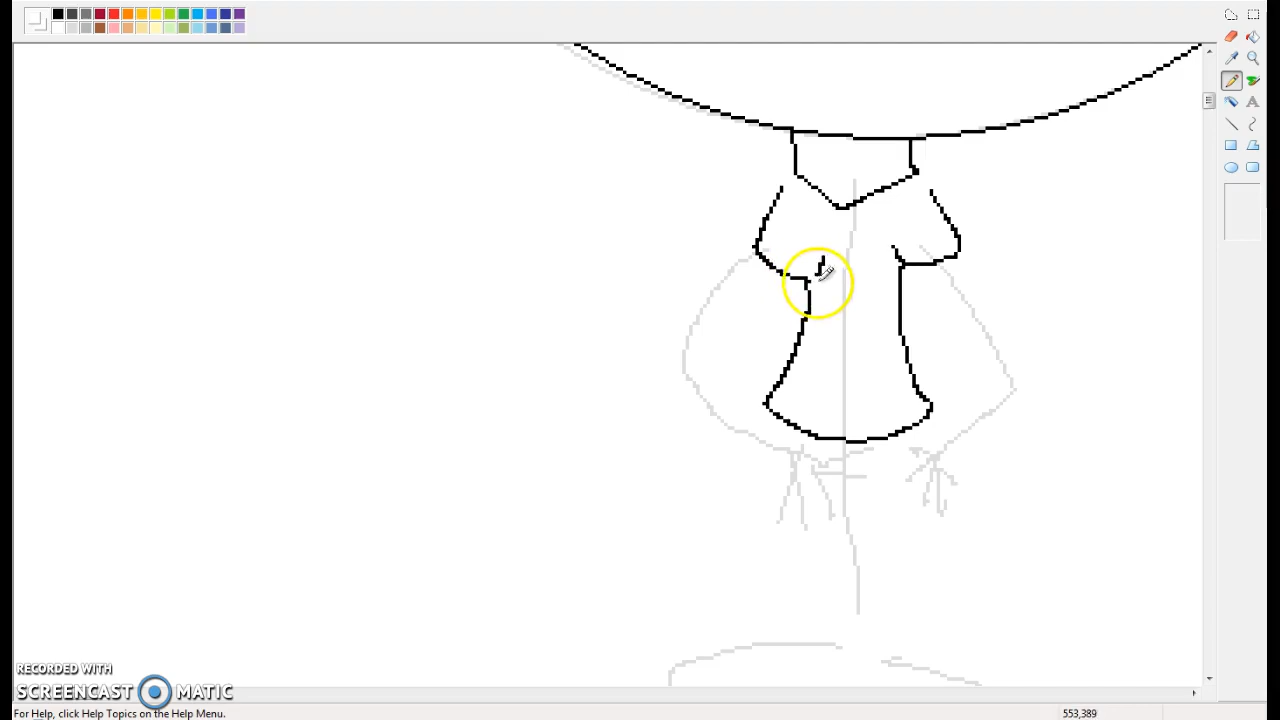 RECORDED WITH
SCREENCAST MATIC
For Help, click Help Topics on the Help Menu.
553,389